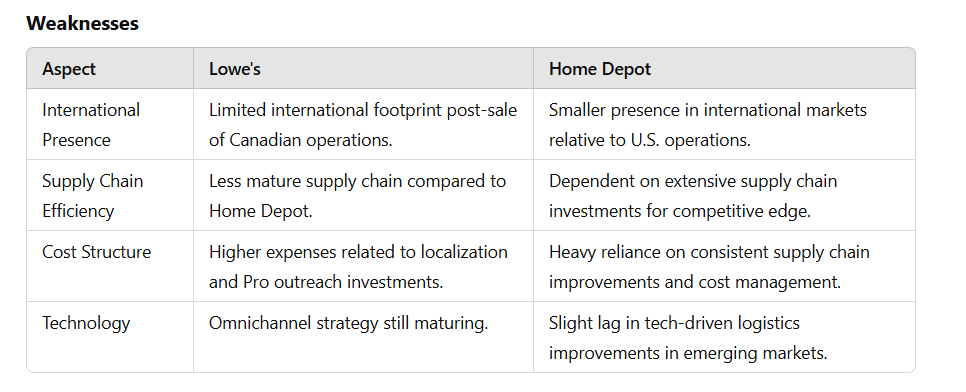 Weaknesses
Aspect Lowe's Home Depot
International Limited international footprint post-sale Smaller presence in international markets
Presence of Canadian operations. relative to U.S. operations.
Supply Chain Less mature supply chain compared to Dependent on extensive supply chain
Efficiency Home Depot. investments for competitive edge.
Cost Structure Higher expenses related to localization Heavy reliance on consistent supply chain
and Pro outreach investments. improvements and cost management.
Technology Omnichannel strategy still maturing. Slight lag in tech-driven logistics
improvements in emerging markets.